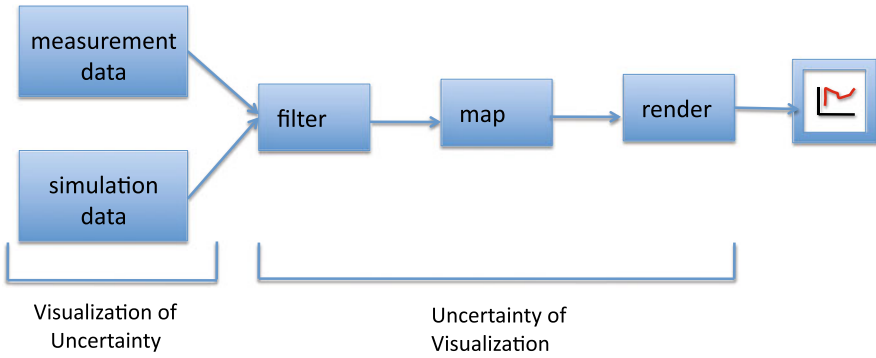 measurement
data
simulation
data
filter
map
render
Visualization of
Uncertainty
Uncertainty of
Visualization